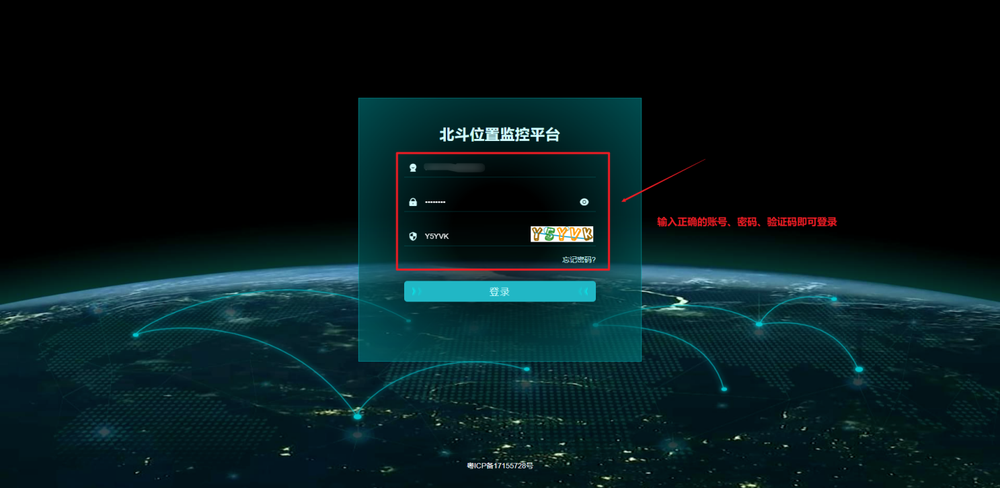 北斗位置监控平台
••••••••
Y5YVK
Y5YVK
忘记密码?
输入正确的账号、密码、验证码即可登录
登录
粤ICP备17155728号